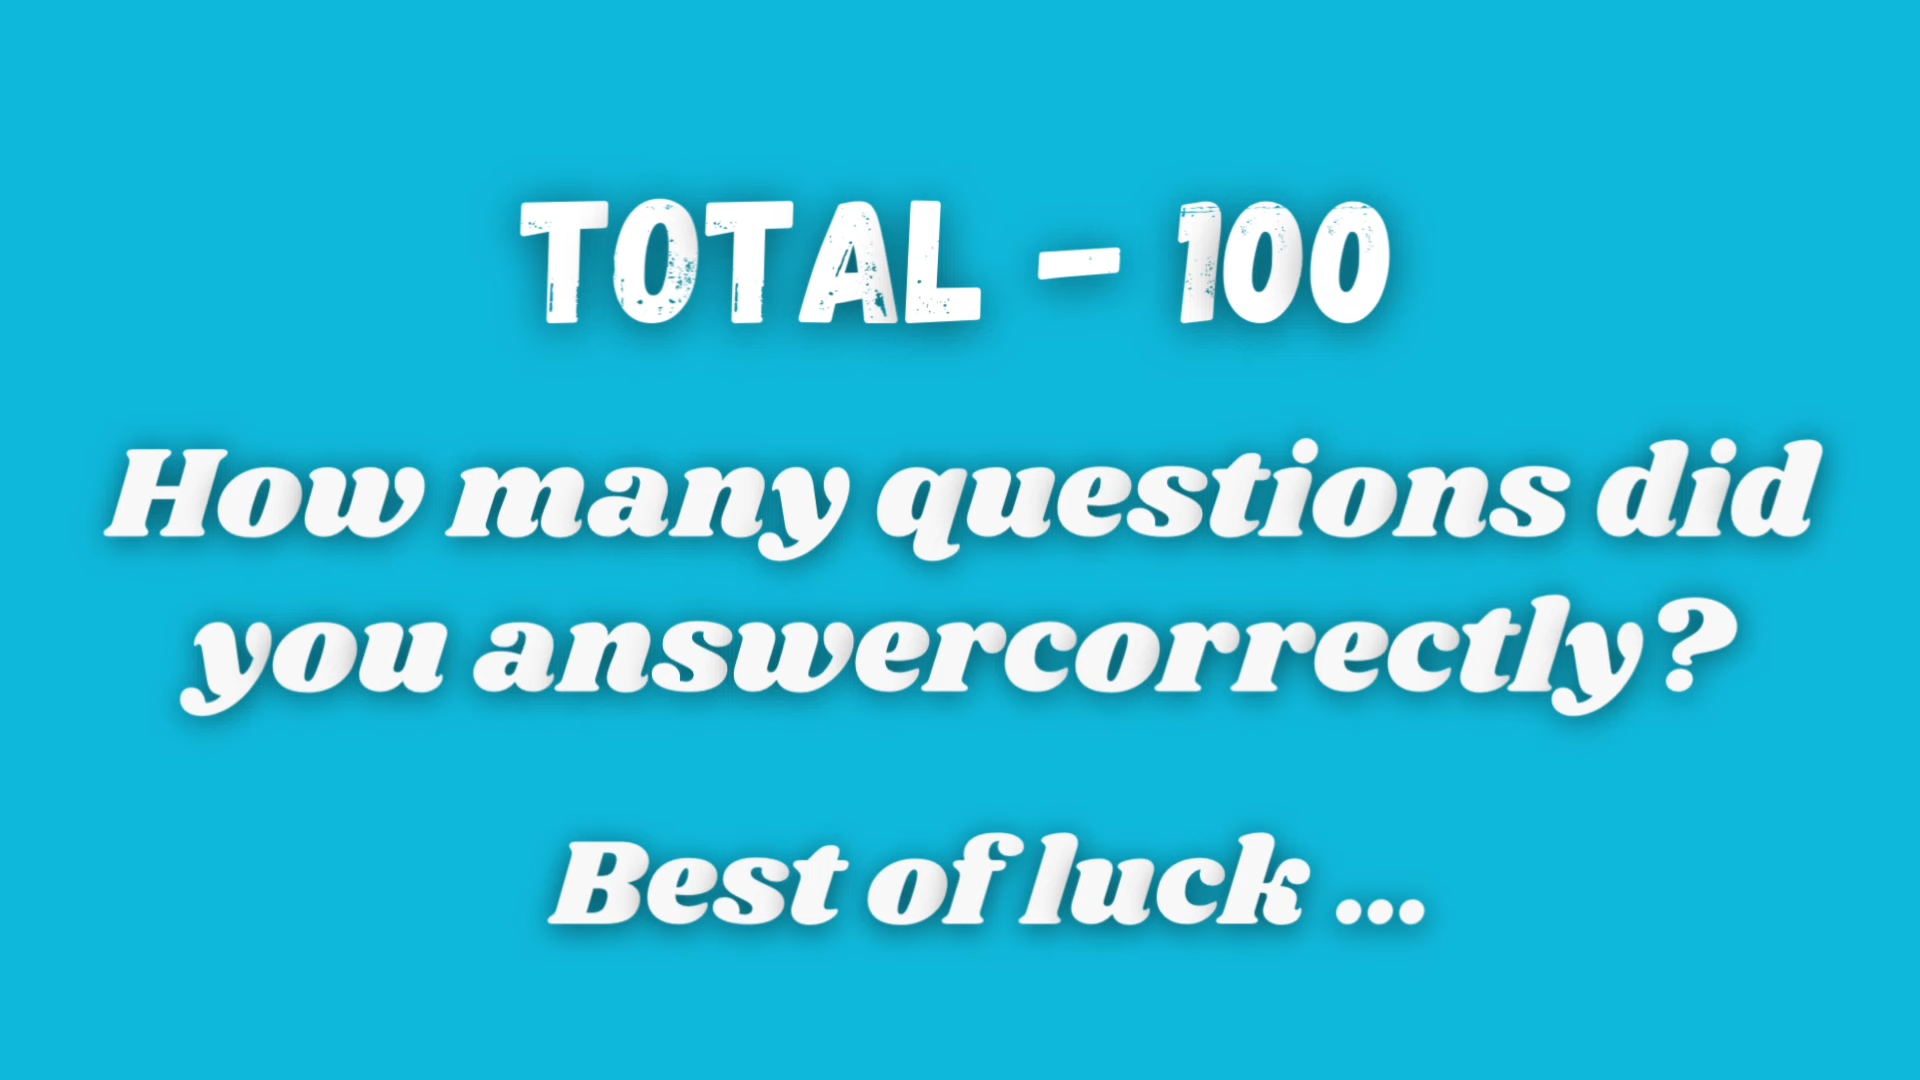 TOTAL - 100
How many questions did
you answercorrectly?
Best of luck ...